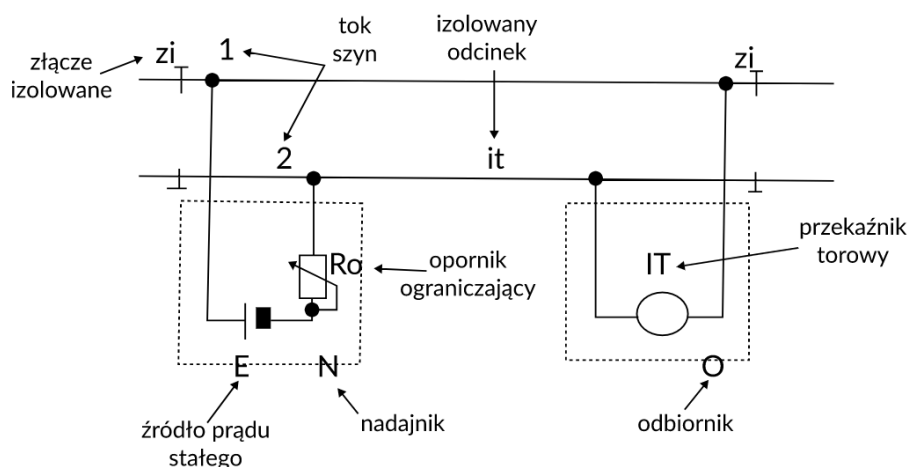 złącze
izolowane
zi
1
tok
szyn
izolowany
odcinek
zi
2
it
Ro
opornik
ograniczający
IT
przekaźnik
torowy
E
N
O
źródło prądu
stałego
nadajnik
odbiornik